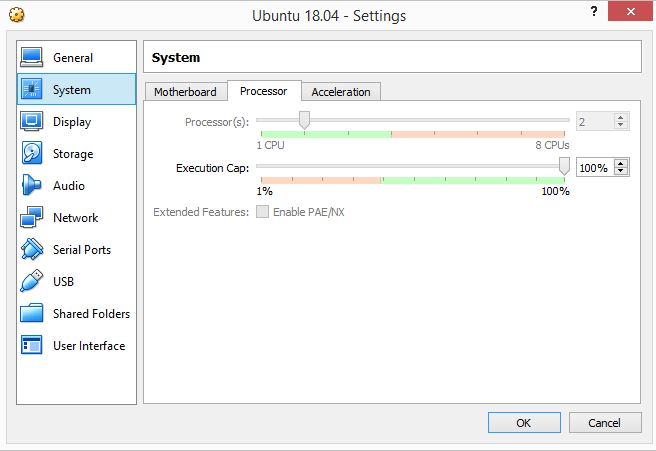 Ubuntu 18.04 - Settings
?
General
System
Display
Storage
Audio
Network
Serial Ports
USB
Shared Folders
User Interface
System
Motherboard
Processor
Acceleration
Processor(s):
2
1 CPU
8 CPUs
Execution Cap:
100%
1%
100%
Extended Features:
Enable PAE/NX
OK
Cancel